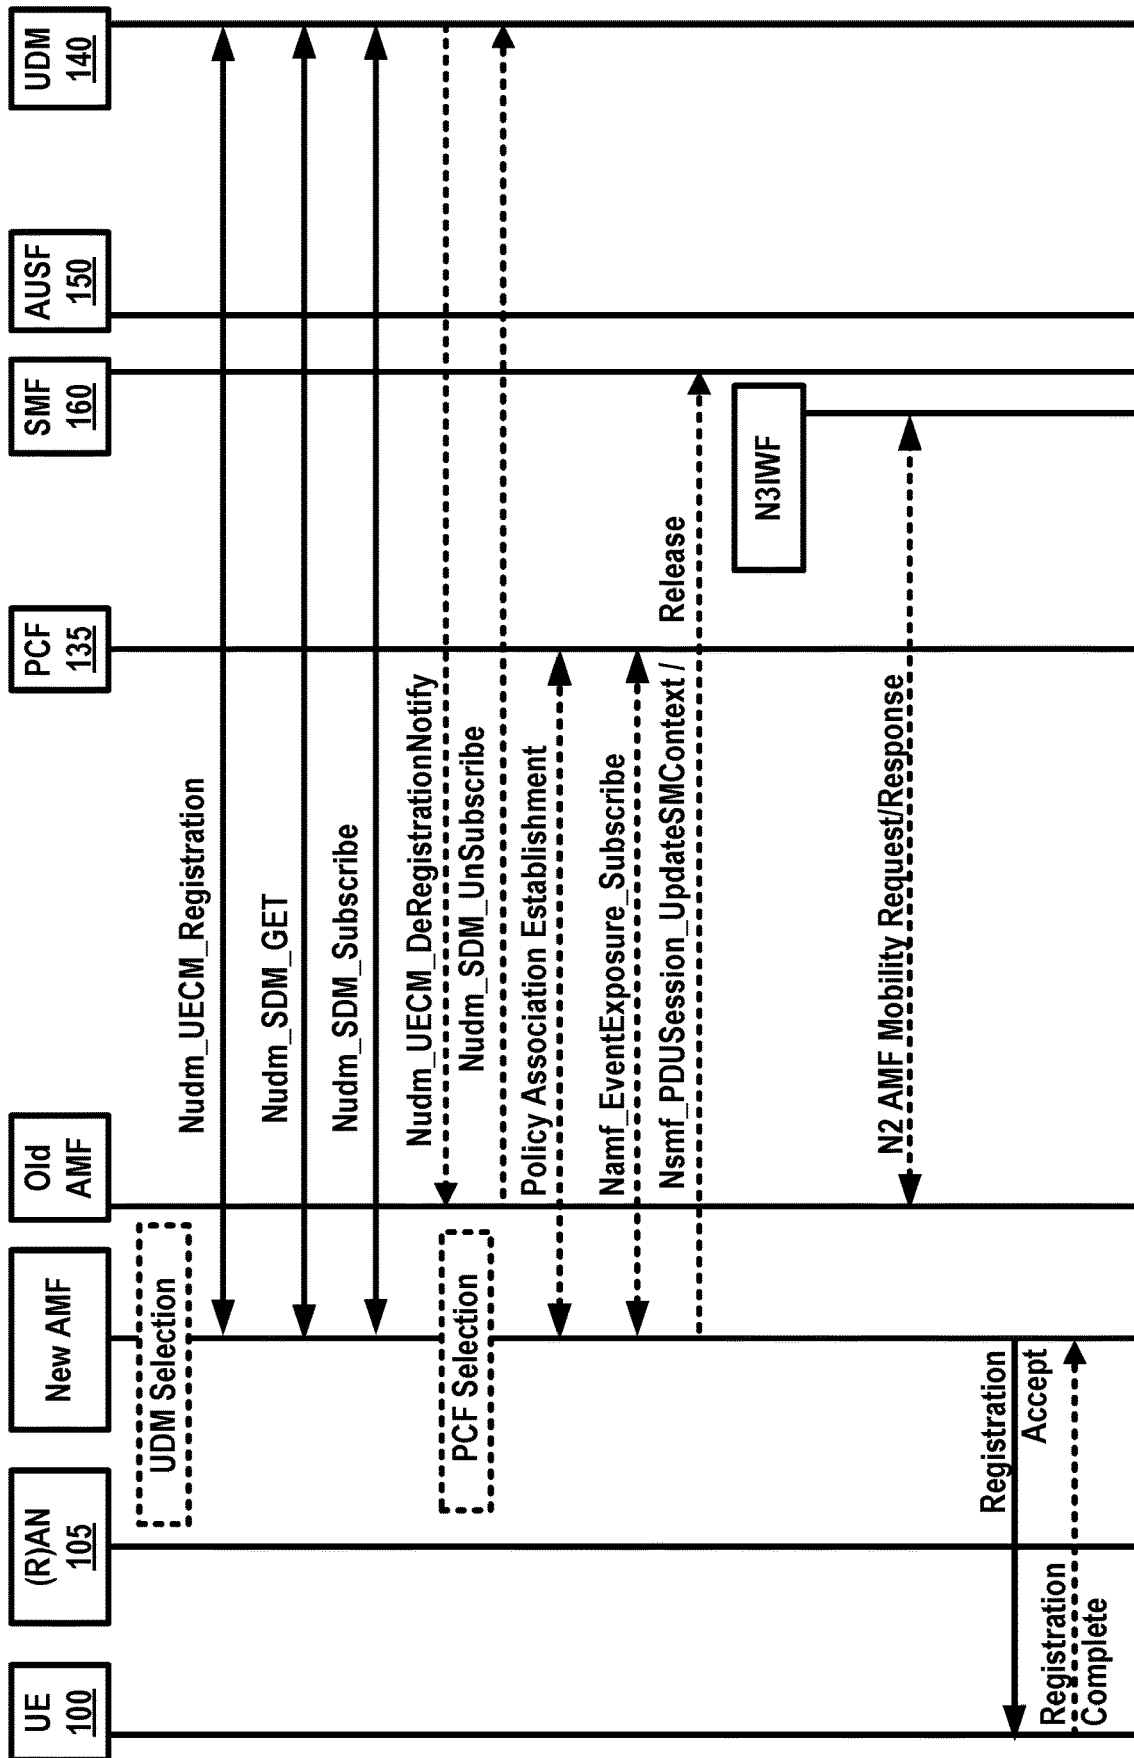 UE
100
(R)AN
105
New AMF
Old
AMF
PCF
135
SMF
160
AUSF
150
UDM
140
UDM Selection
Nudm_UECM_Registration
Nudm_SDM_GET
Nudm_SDM_Subscribe
Nudm_UECM_DeRegistrationNotify
Nudm_SDM_UnSubscribe
PCF Selection
Policy Association Establishment
Namf_EventExposure_Subscribe
Nsmf_PDUSession_UpdateSMContext / Release
N3IWF
N2 AMF Mobility Request/Response
Registration
Accept
Registration
Complete